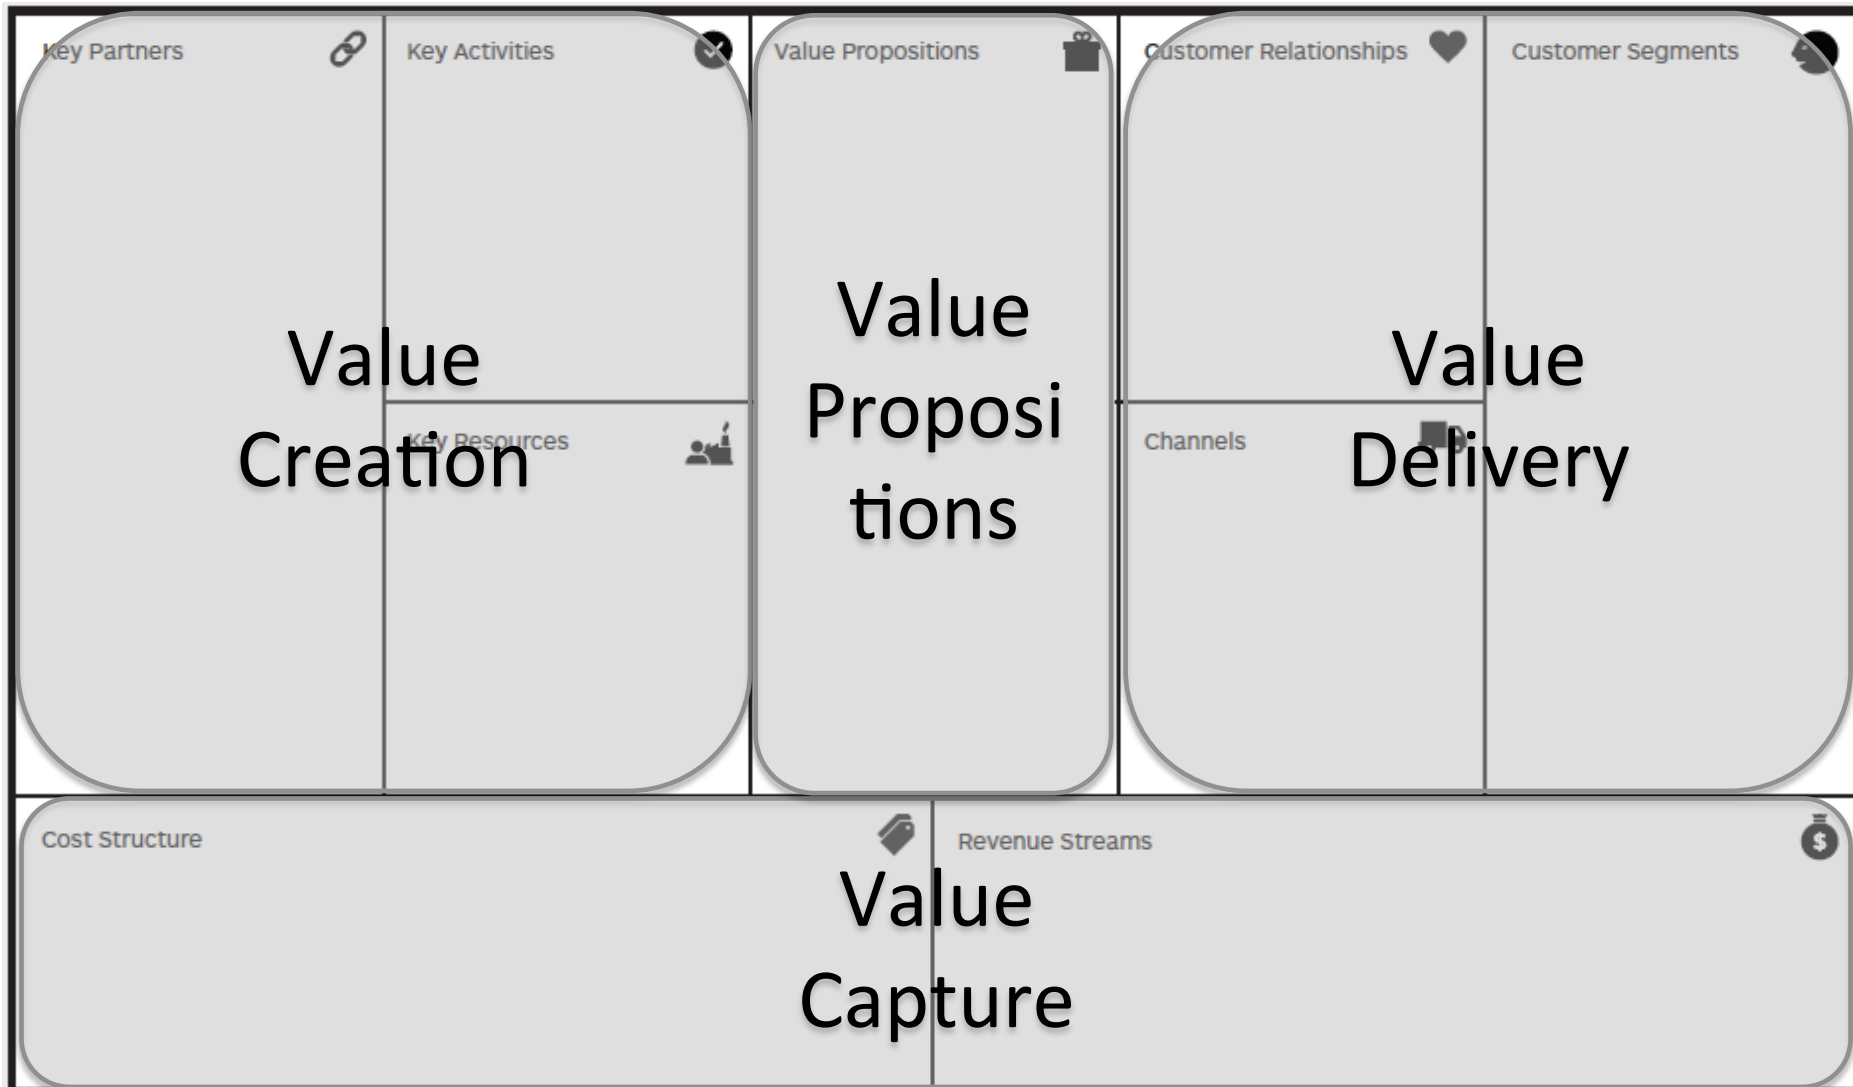 Key Partners
Key Activities
Value Propositions
Customer Relationships
Customer Segments
Value
Creation
Key Resources
Value
Proposi
tions
Value
Delivery
Channels
Cost Structure
Revenue Streams
$
Value
Capture